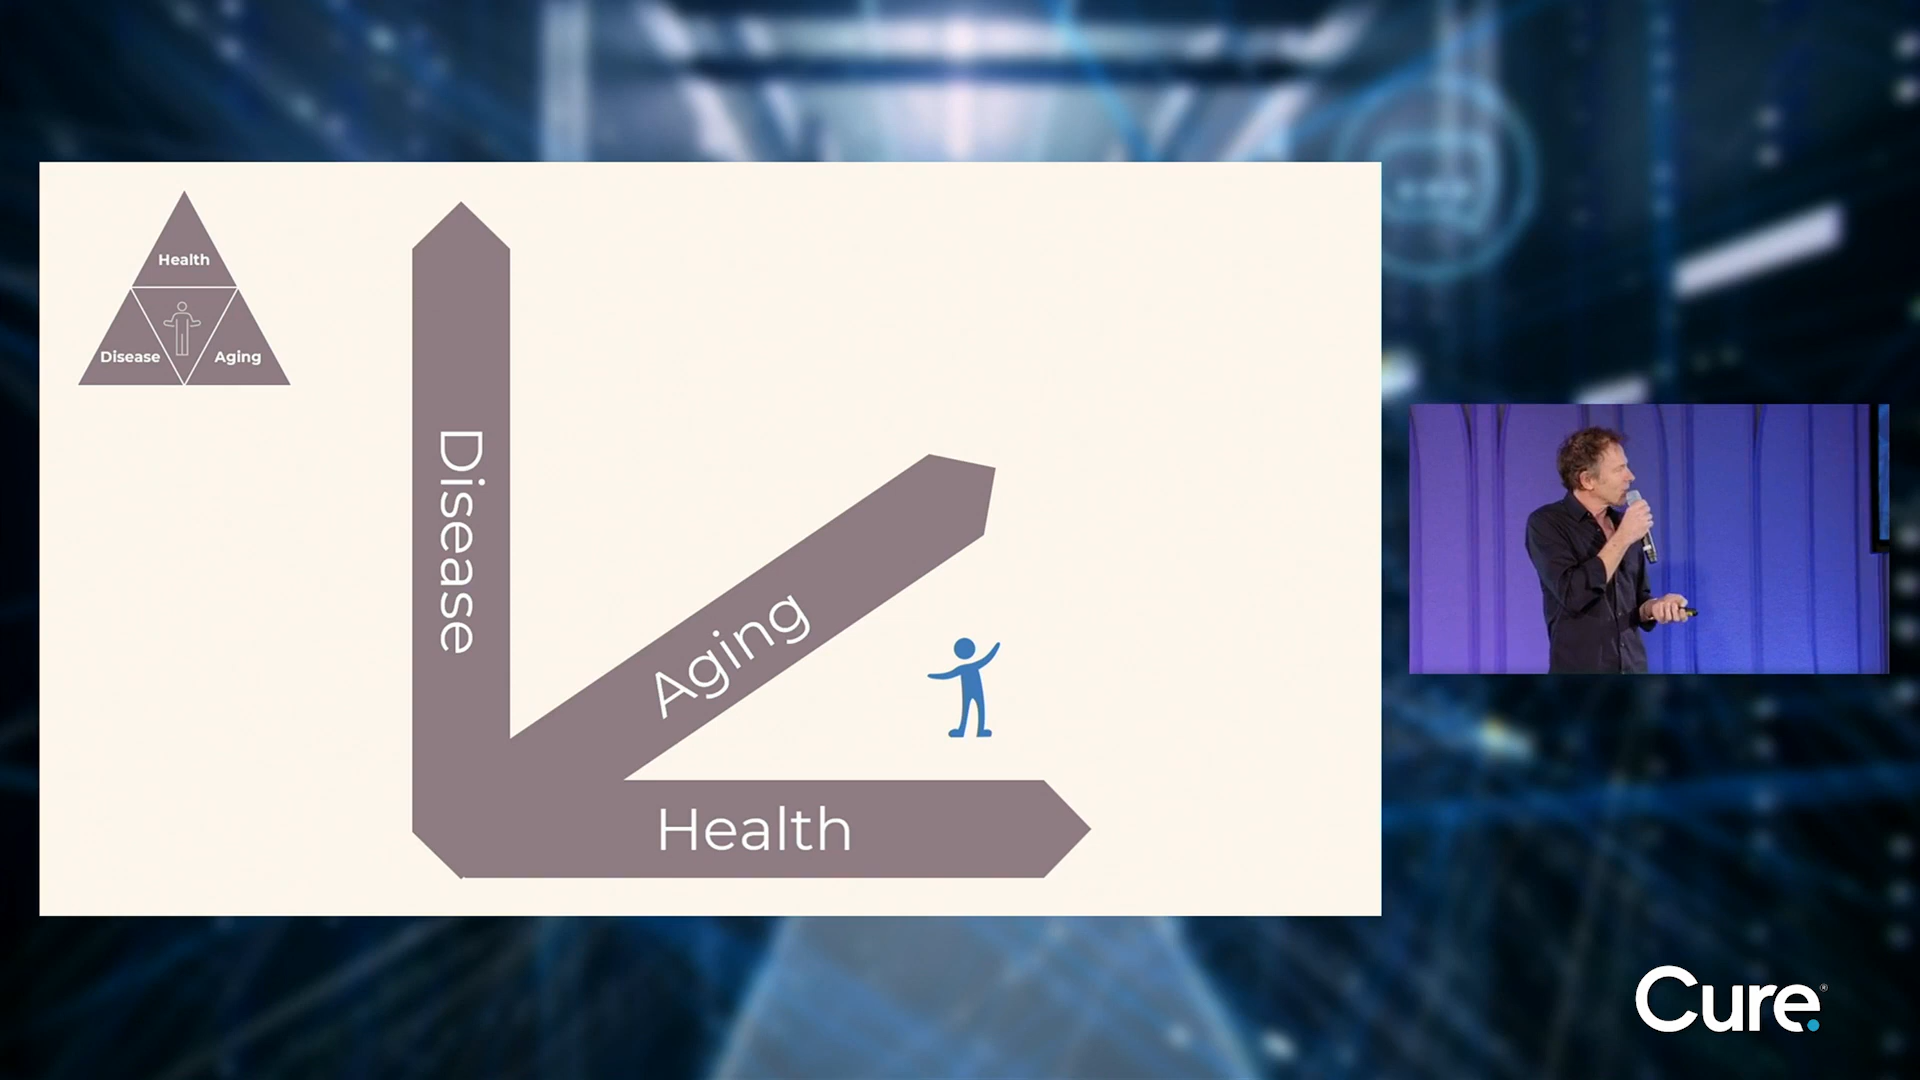 Health
Disease
Aging
Disease
Aging
Health
Cure.®